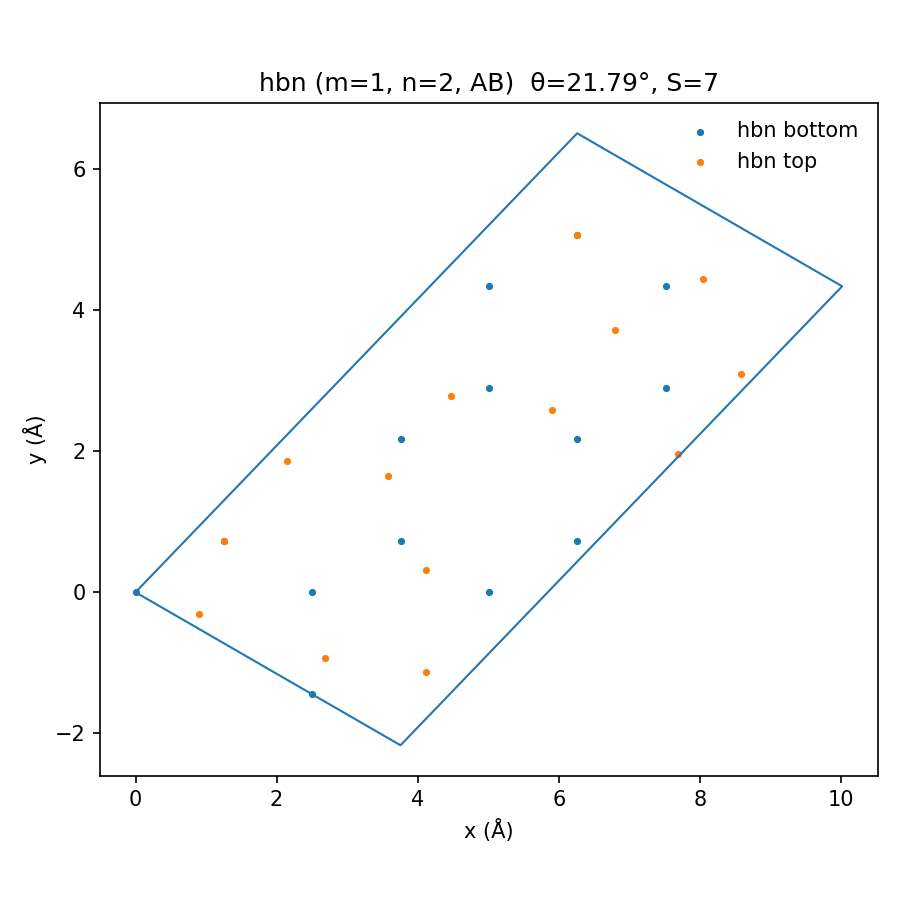 hbn (m=1, n=2, AB)  θ=21.79°, S=7
hbn bottom
hbn top
6
4
2
0
−2
y (Å)
0 2 4 6 8 10
x (Å)